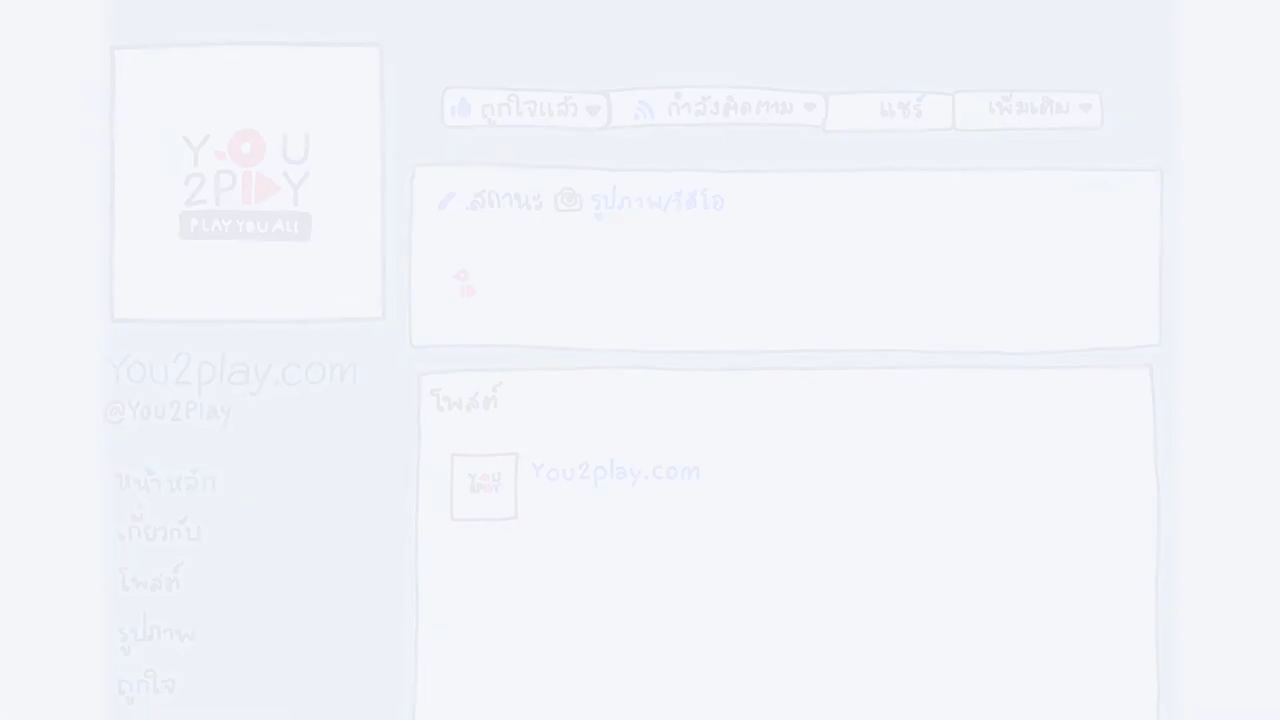 YOU
2PLAY
PLAY YOU ALL
ถูกใจแล้ว
กำลังติดตาม
แชร์
เพิ่มเติม
สถานะ รูปภาพ/วีดีโอ
You2play.com
@You2Play
หน้าหลัก
เกี่ยวกับ
โพสต์
รูปภาพ
ถูกใจ
โพสต์
YOU
2PLAY
You2play.com